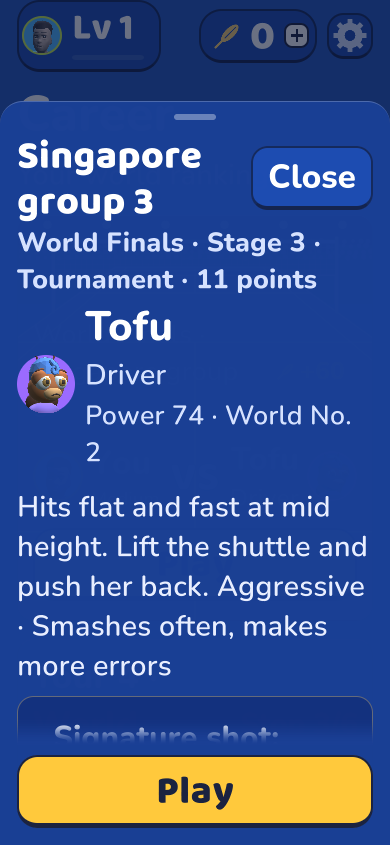 Lv 1
0
Career
Singapore
group 3
Close
World Finals · Stage 3 ·
Tournament · 11 points
Tofu
Driver
Power 74 · World No.
2
Hits flat and fast at mid
height. Lift the shuttle and
push her back. Aggressive
· Smashes often, makes
more errors
Signature shot:
Play